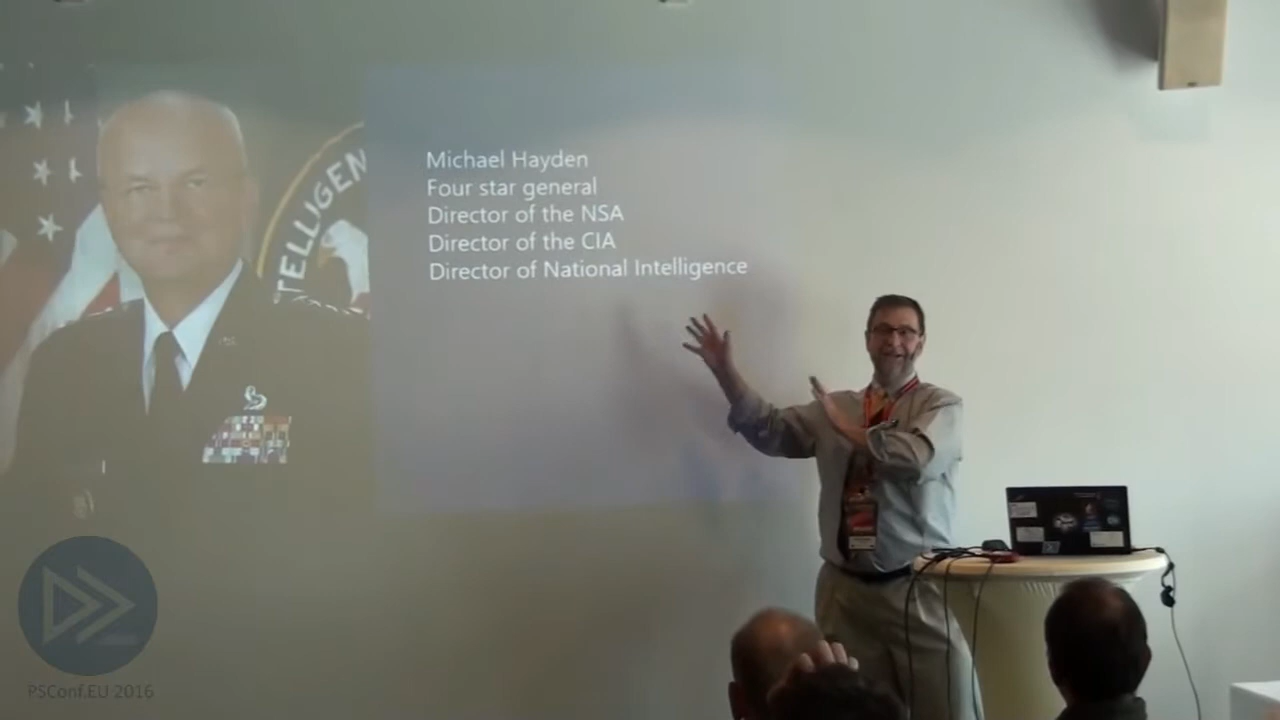 TELLIGEN
Michael Hayden
Four star general
Director of the NSA
Director of the CIA
Director of National Intelligence
PSConf.EU 2016